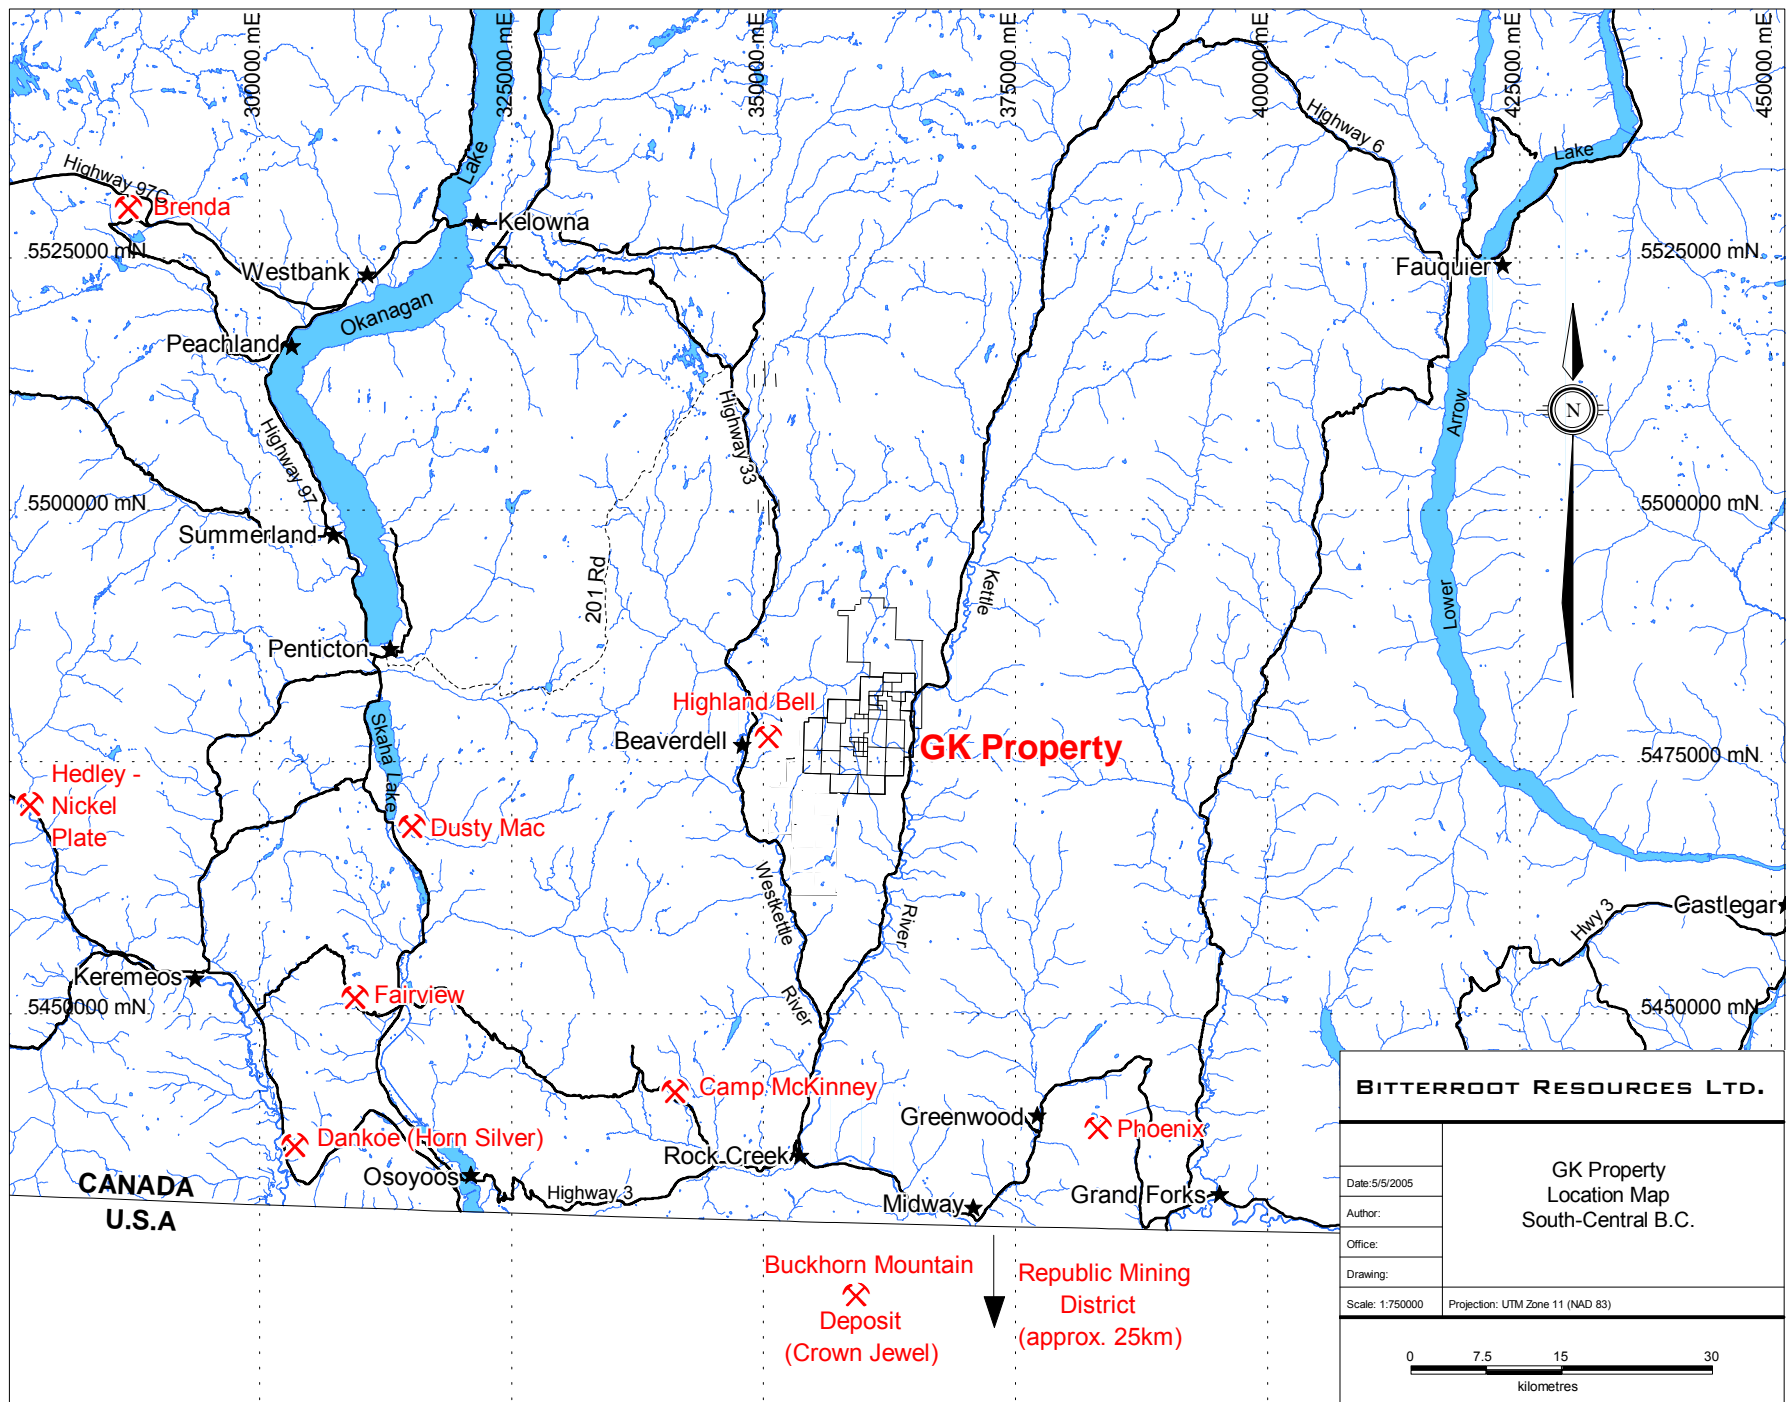 300000 mE
325000 mE
350000 mE
375000 mE
400000 mE
425000 mE
450000 mE
Highway 6
Lake
Lake
Highway 97C
Brenda
Kelowna
5525000 mN
5525000 mN
Westbank
Fauquier
Okanagan
Peachland
Highway 33
Arrow
N
Highway 97
5500000 mN
5500000 mN
Summerland
201 Rd
Kettle
Lower
Penticton
Highland Bell
Skaha Lake
Beaverdell
GK Property
5475000 mN
Hedley -
Nickel
Plate
Dusty Mac
Westkettle
River
Castlegar
Hwy 3
Keremeos
Fairview
River
5450000 mN
5450000 mN
Camp McKinney
Greenwood
Phoenix
Dankoe (Horn Silver)
Rock Creek
Osoyoos
CANADA
Highway 3
Midway
Grand Forks
U.S.A
Buckhorn Mountain
Deposit
(Crown Jewel)
Republic Mining
District
(approx. 25km)
BITTERROOT RESOURCES LTD.
GK Property
Location Map
South-Central B.C.
Date:5/5/2005
Author:
Office:
Drawing:
Scale: 1:750000
Projection: UTM Zone 11 (NAD 83)
0 7.5 15 30
kilometres